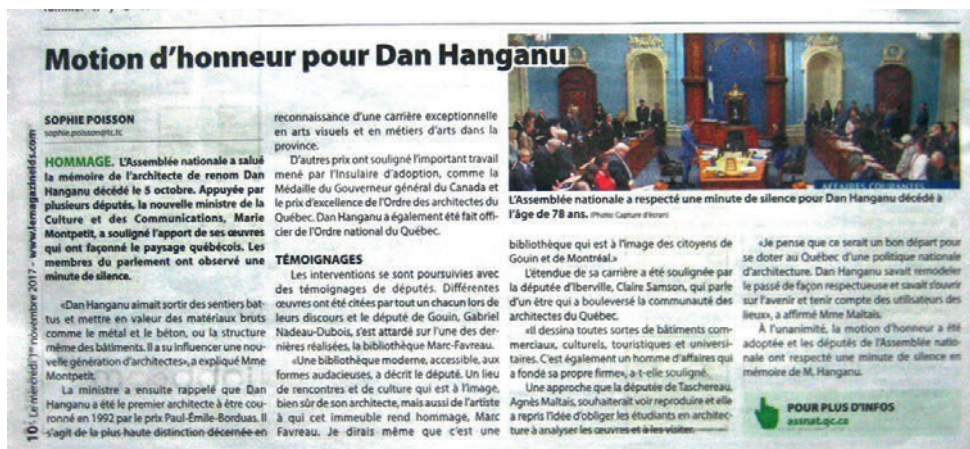 Motion d'honneur pour Dan Hanganu
SOPHIE POISSON
sophie.poisson@tc.tc
HOMMAGE. L'Assemblée nationale a salué
la mémoire de l'architecte de renom Dan
Hanganu décédé le 5 octobre. Appuyée par
plusieurs députés, la nouvelle ministre de la
Culture et des Communications, Marie
Montpetit, a souligné l'apport de ses œuvres
qui ont façonné le paysage québécois. Les
membres du parlement ont observé une
minute de silence.
«Dan Hanganu aimait sortir des sentiers bat-
tus et mettre en valeur des matériaux bruts
comme le métal et le béton, ou la structure
même des bâtiments. Il a su influencer une nou-
velle génération d'architectes», a expliqué Mme
Montpetit.
La ministre a ensuite rappelé que Dan
Hanganu a été le premier architecte à être cou-
ronné en 1992 par le prix Paul-Émile-Borduas. Il
s'agit de la plus haute distinction décernée en
reconnaissance d'une carrière exceptionnelle
en arts visuels et en métiers d'arts dans la
province.
D'autres prix ont souligné l'important travail
mené par l'Insulaire d'adoption, comme la
Médaille du Gouverneur général du Canada et
le prix d'excellence de l'Ordre des architectes du
Québec. Dan Hanganu a également été fait offi-
cier de l'Ordre national du Québec.
TÉMOIGNAGES
Les interventions se sont poursuivies avec
des témoignages de députés. Différentes
œuvres ont été citées par tout un chacun lors de
leurs discours et le député de Gouin, Gabriel
Nadeau-Dubois, s'est attardé sur l'une des der-
nières réalisées, la bibliothèque Marc-Favreau.
«Une bibliothèque moderne, accessible, aux
formes audacieuses, a décrit le député. Un lieu
de rencontres et de culture qui est à l'image,
bien sûr de son architecte, mais aussi de l'artiste
à qui cet immeuble rend hommage, Marc
Favreau. Je dirais même que c'est une
AFFAIRES COURANTES
L'Assemblée nationale a respecté une minute de silence pour Dan Hanganu décédé à
l'âge de 78 ans. (Photo: Capture d'écran)
bibliothèque qui est à l'image des citoyens de
Gouin et de Montréal.»
L'étendue de sa carrière a été soulignée par
la députée d'Iberville, Claire Samson, qui parle
d'un être qui a bouleversé la communauté des
architectes du Québec.
«Il dessina toutes sortes de bâtiments com-
merciaux, culturels, touristiques et universi-
taires. C'est également un homme d'affaires qui
a fondé sa propre firme», a-t-elle souligné.
Une approche que la députée de Taschereau,
Agnès Maltais, souhaiterait voir reproduite et elle
a repris l'idée d'obliger les étudiants en architec-
ture à analyser les œuvres et à les visiter.
«Je pense que ce serait un bon départ pour
se doter au Québec d'une politique nationale
d'architecture. Dan Hanganu savait remodeler
le passé de façon respectueuse et savait s'ouvrir
sur l'avenir et tenir compte des utilisateurs des
lieux», a affirmé Mme Maltais.
À l'unanimité, la motion d'honneur a été
adoptée et les députés de l'Assemblée natio-
nale ont respecté une minute de silence en
mémoire de M. Hanganu.
POUR PLUS D'INFOS
assnat.qc.ca
10 - Le mercredi 1er novembre 2017 - www.lemagazineids.com